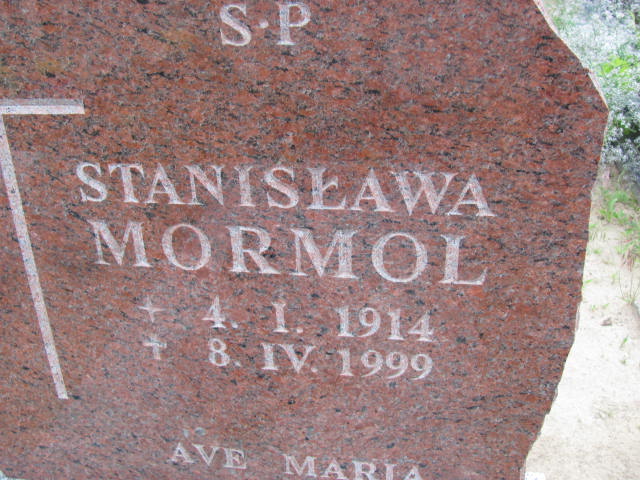 S·P
STANISŁAWA
MORMOL
+ 4. I. 1914
† 8. IV. 1999
AVE MARIA